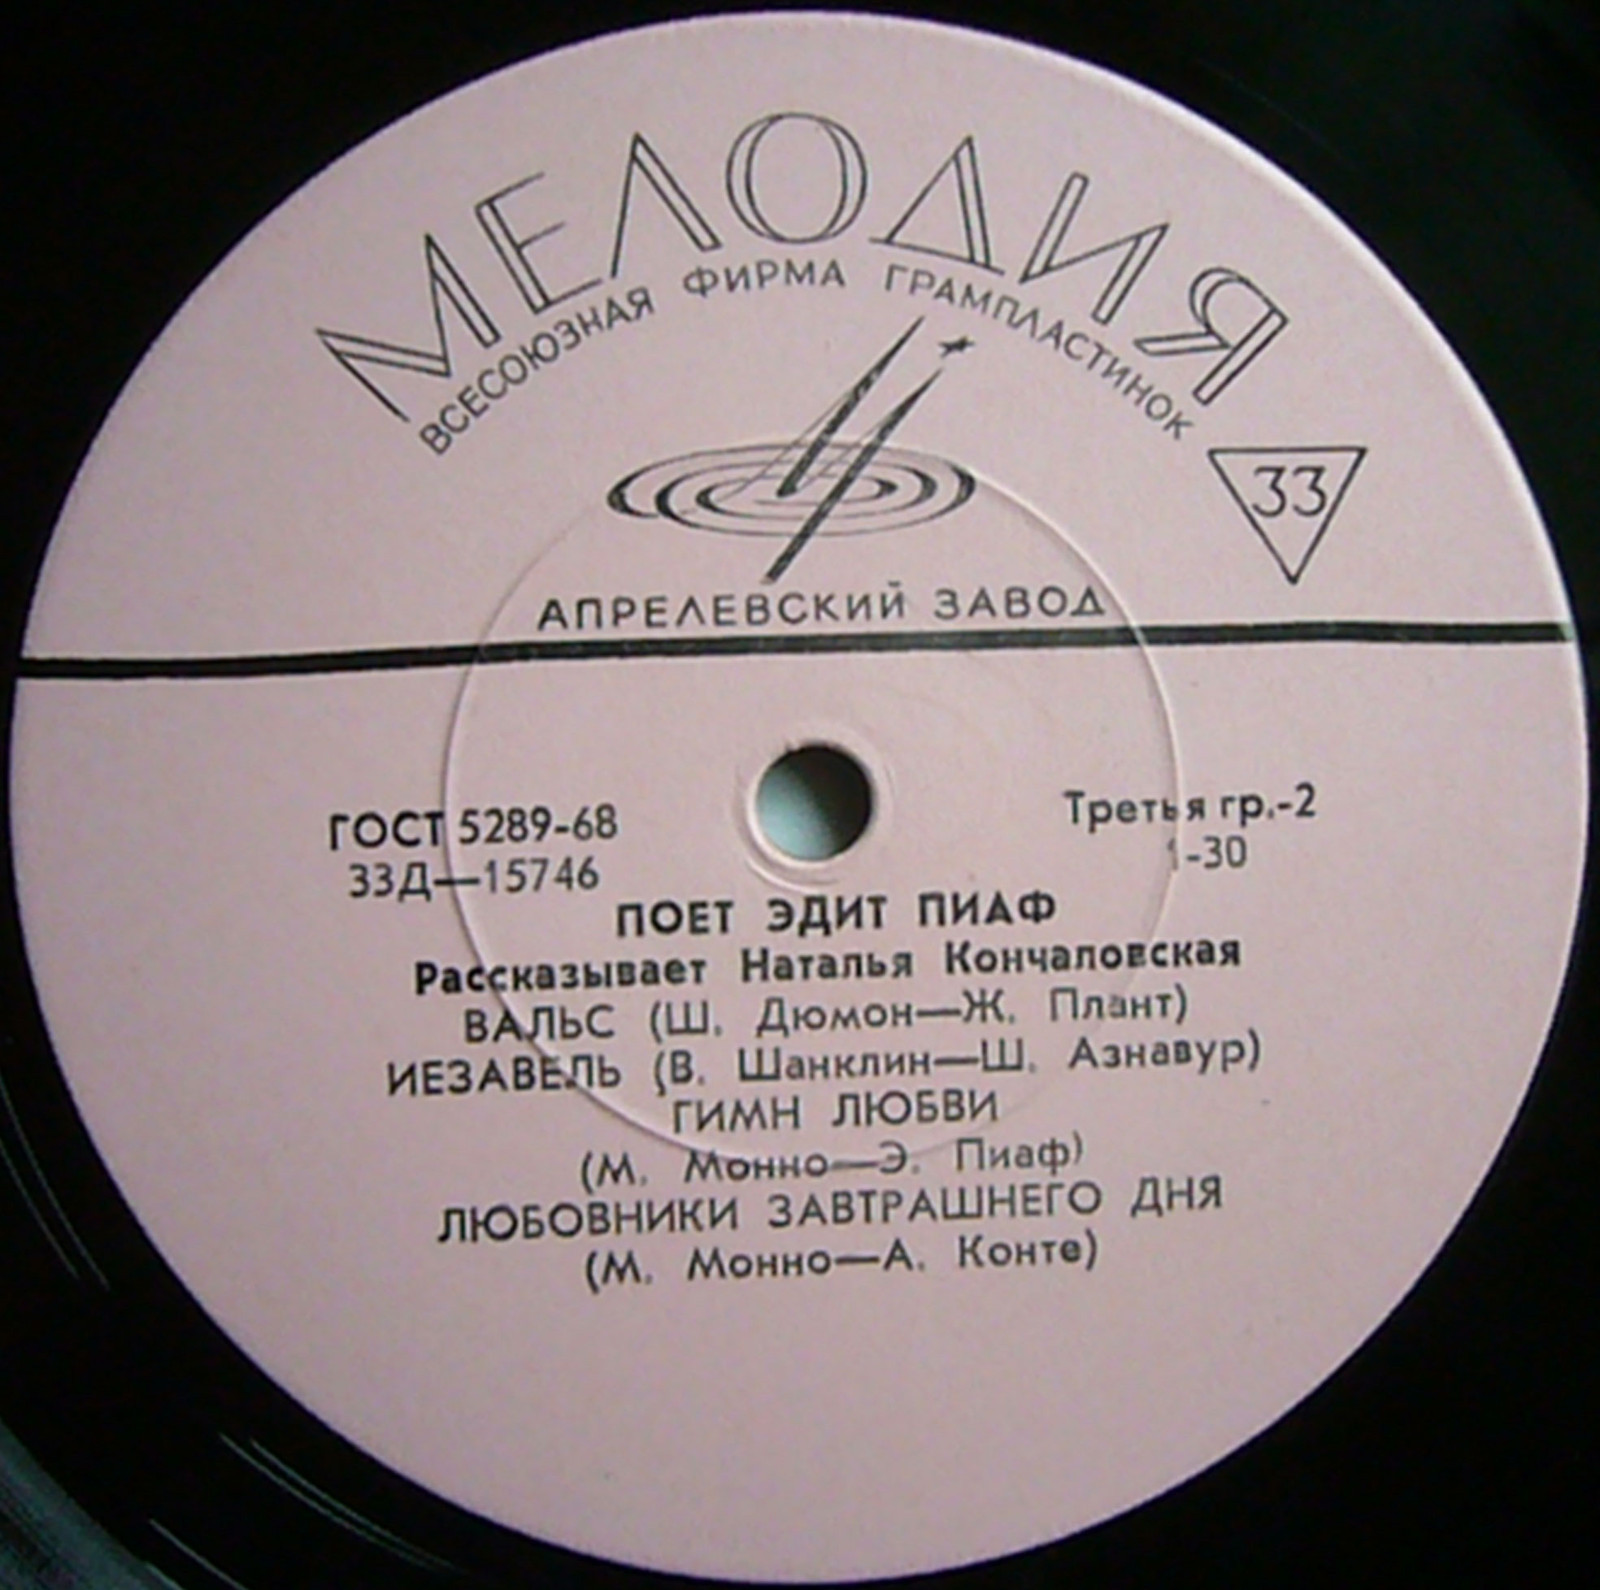 МЕЛОДИЯ
ВСЕСОЮЗНАЯ ФИРМА ГРАМПЛАСТИНОК
33
АПРЕЛЕВСКИЙ ЗАВОД
ГОСТ 5289-68
Третья гр.-2
33Д—15746
1-30
ПОЕТ ЭДИТ ПИАФ
Рассказывает Наталья Кончаловская
ВАЛЬС (Ш. Дюмон—Ж. Плант)
ИЕЗАВЕЛЬ (В. Шанклин—Ш. Азнавур)
ГИМН ЛЮБВИ
(М. Монно—Э. Пиаф)
ЛЮБОВНИКИ ЗАВТРАШНЕГО ДНЯ
(М. Монно—А. Конте)